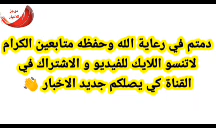 دمتم في رعاية الله وحفظه متابعين الكرام
لاتنسو اللايك للفيديو و الاشتراك في
القناة كي يصلكم جديد الاخبار 👏